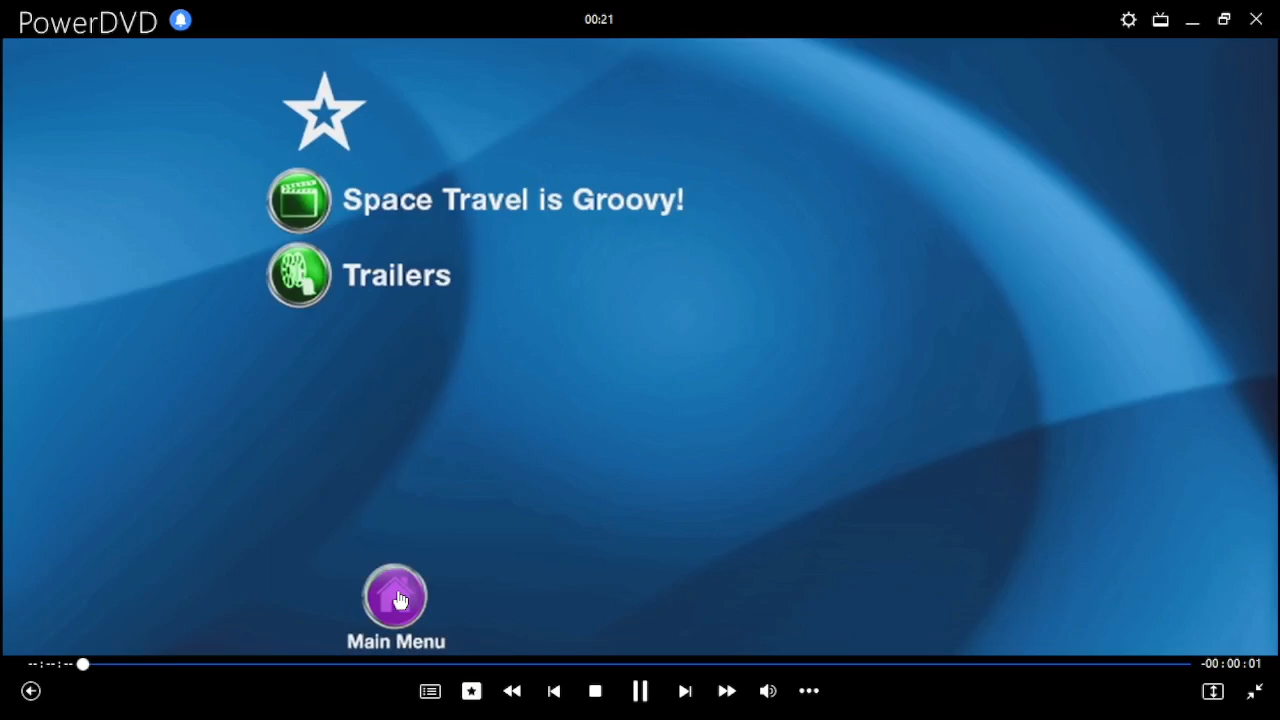 PowerDVD
00:21
Space Travel is Groovy!
Trailers
Main Menu
--:--:--
-00:00:01